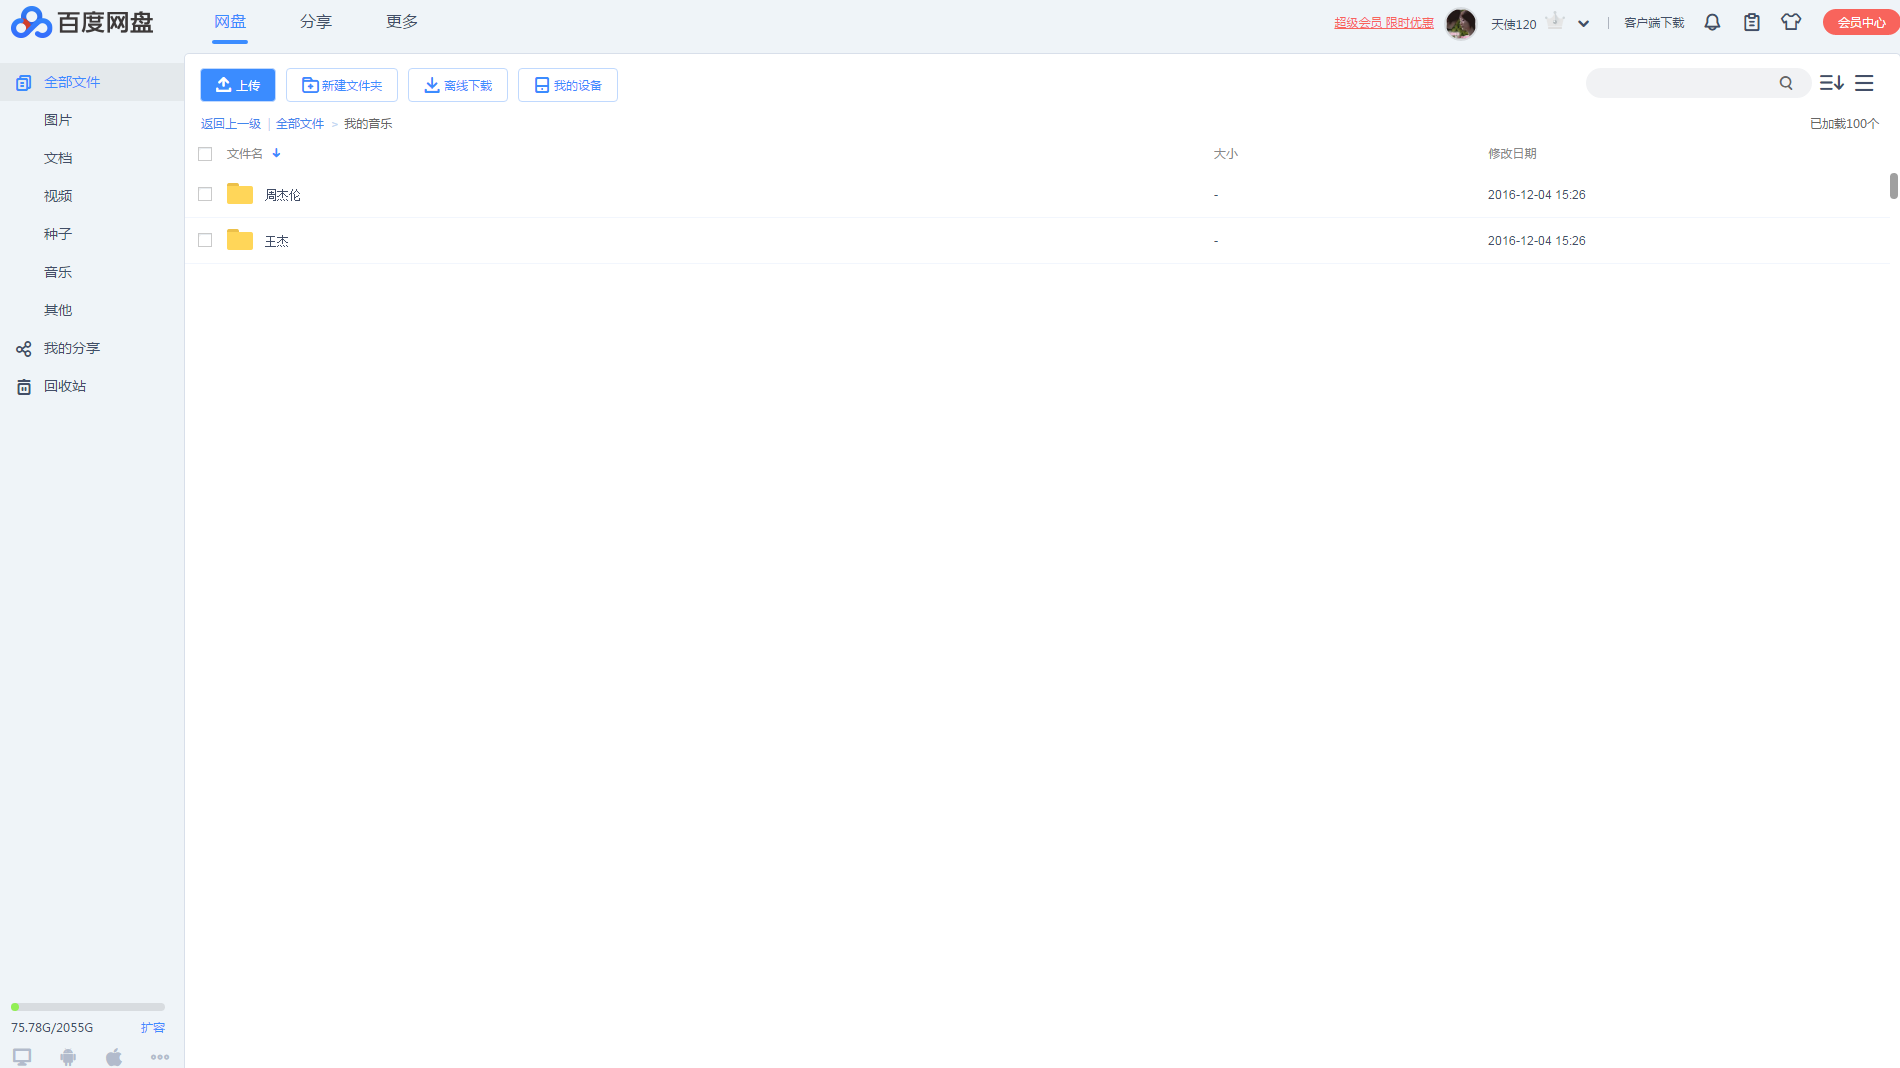 百度网盘 网盘 分享 更多 超级会员 限时优惠 天使120 客户端下载 会员中心
全部文件
图片
文档
视频
种子
音乐
其他
我的分享
回收站
75.78G/2055G 扩容
上传 新建文件夹 离线下载 我的设备
返回上一级 | 全部文件 > 我的音乐 已加载100个
文件名 大小 修改日期
周杰伦 - 2016-12-04 15:26
王杰 - 2016-12-04 15:26